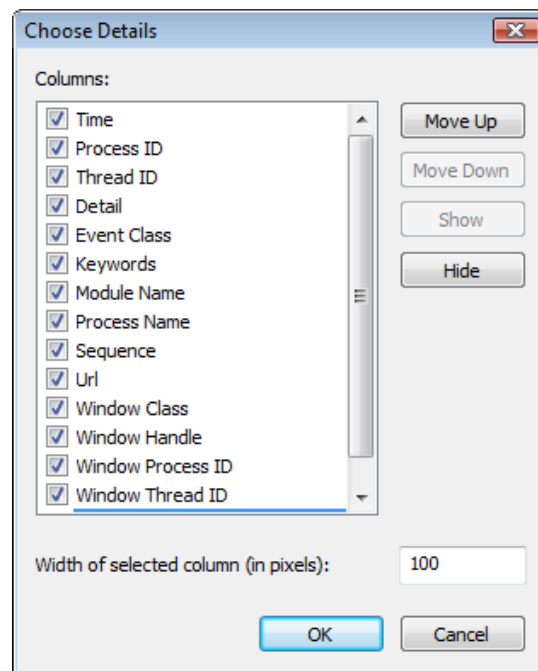 Choose Details
Columns:
Time
Process ID
Thread ID
Detail
Event Class
Keywords
Module Name
Process Name
Sequence
Url
Window Class
Window Handle
Window Process ID
Window Thread ID
Move Up
Move Down
Show
Hide
Width of selected column (in pixels): 100
OK Cancel